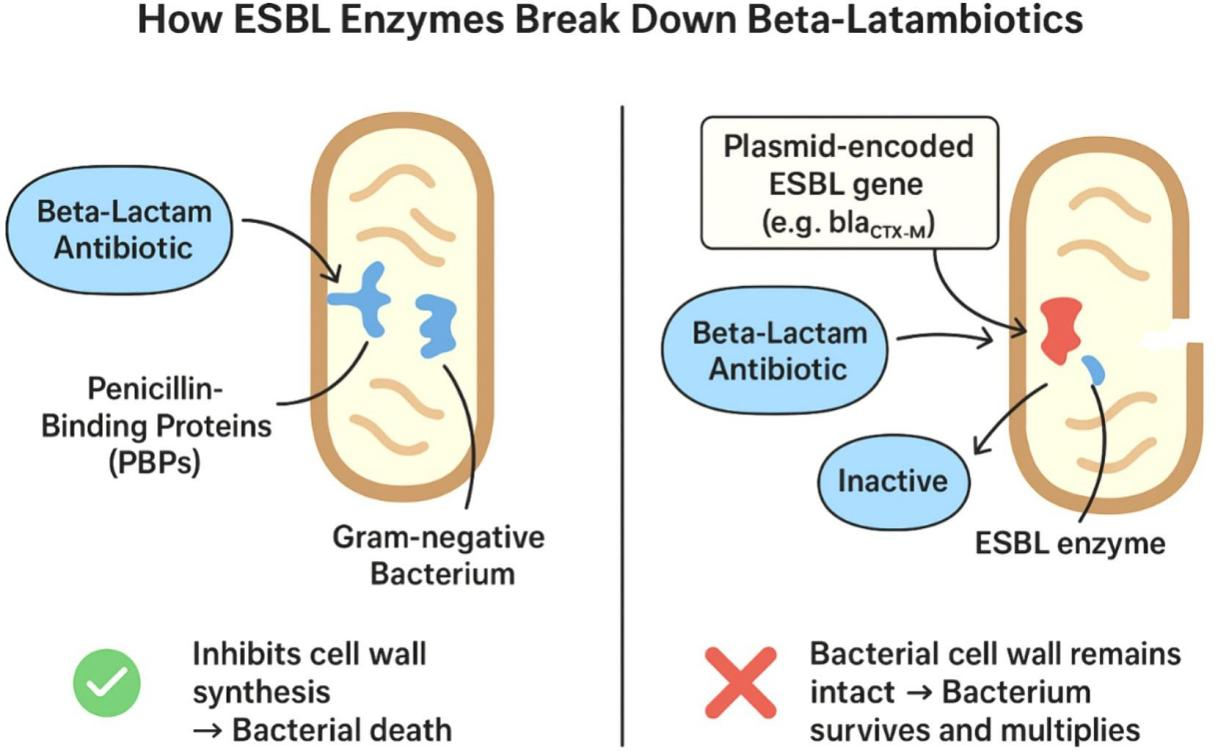 How ESBL Enzymes Break Down Beta-Latambiotics
Beta-Lactam
Antibiotic
Penicillin-
Binding Proteins
(PBPs)
Gram-negative
Bacterium
Inhibits cell wall
synthesis
→ Bacterial death
Plasmid-encoded
ESBL gene
(e.g. bla_CTX-M)
Beta-Lactam
Antibiotic
Inactive
ESBL enzyme
Bacterial cell wall remains
intact → Bacterium
survives and multiplies